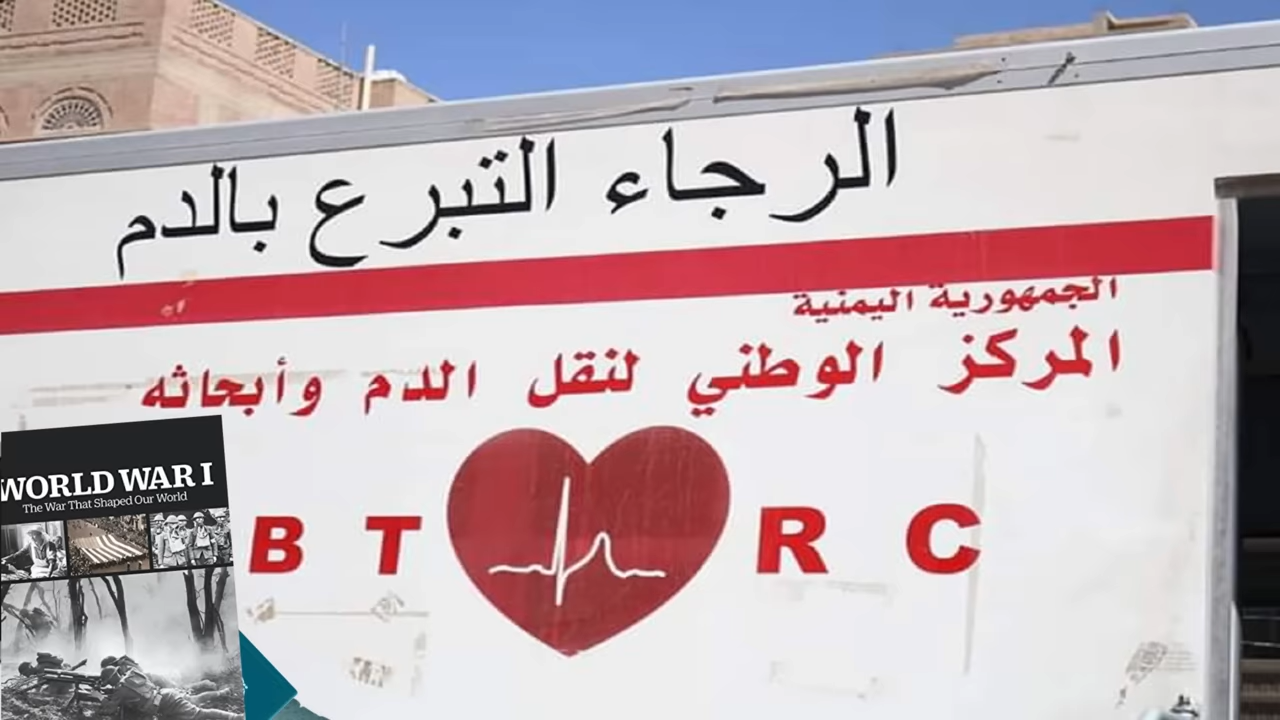 الرجاء التبرع بالدم
الجمهورية اليمنية
المركز الوطني لنقل الدم وأبحاثه
B T R C
WORLD WAR I
The War That Shaped Our World